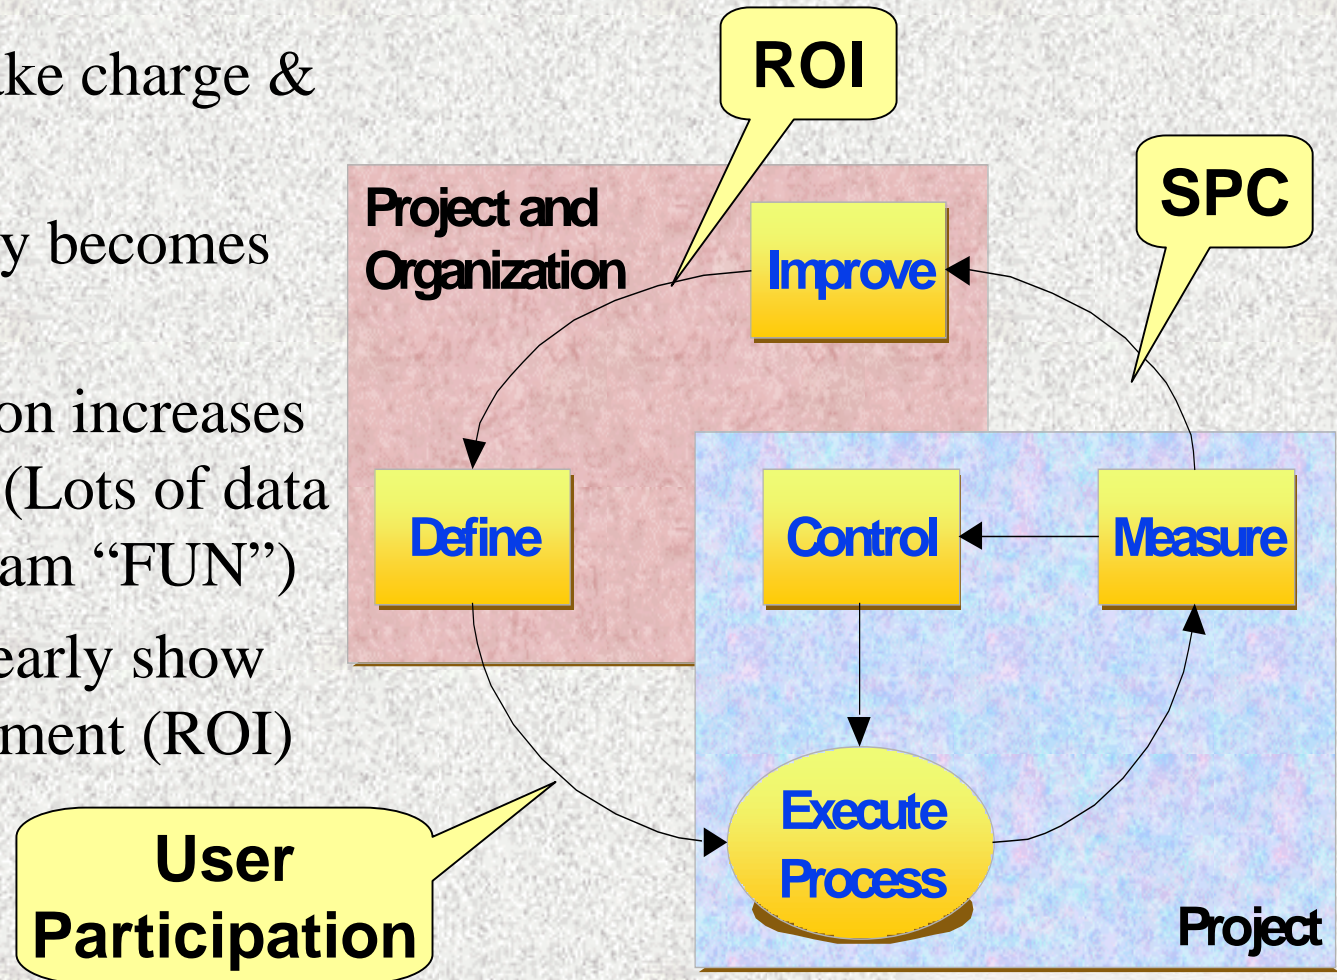 ake charge &
y becomes
on increases
(Lots of data
am “FUN”)
early show
ment (ROI)
ROI
SPC
Project and
Organization
Improve
Define
Control
Measure
Execute
Process
Project
User
Participation